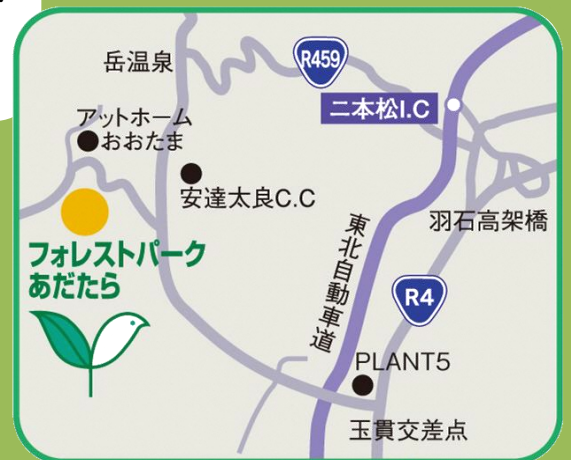 岳温泉
R459
二本松I.C
アットホーム
おおたま
安達太良C.C
羽石高架橋
フォレストパーク
あだたら
東北自動車道
R4
PLANT5
玉貫交差点